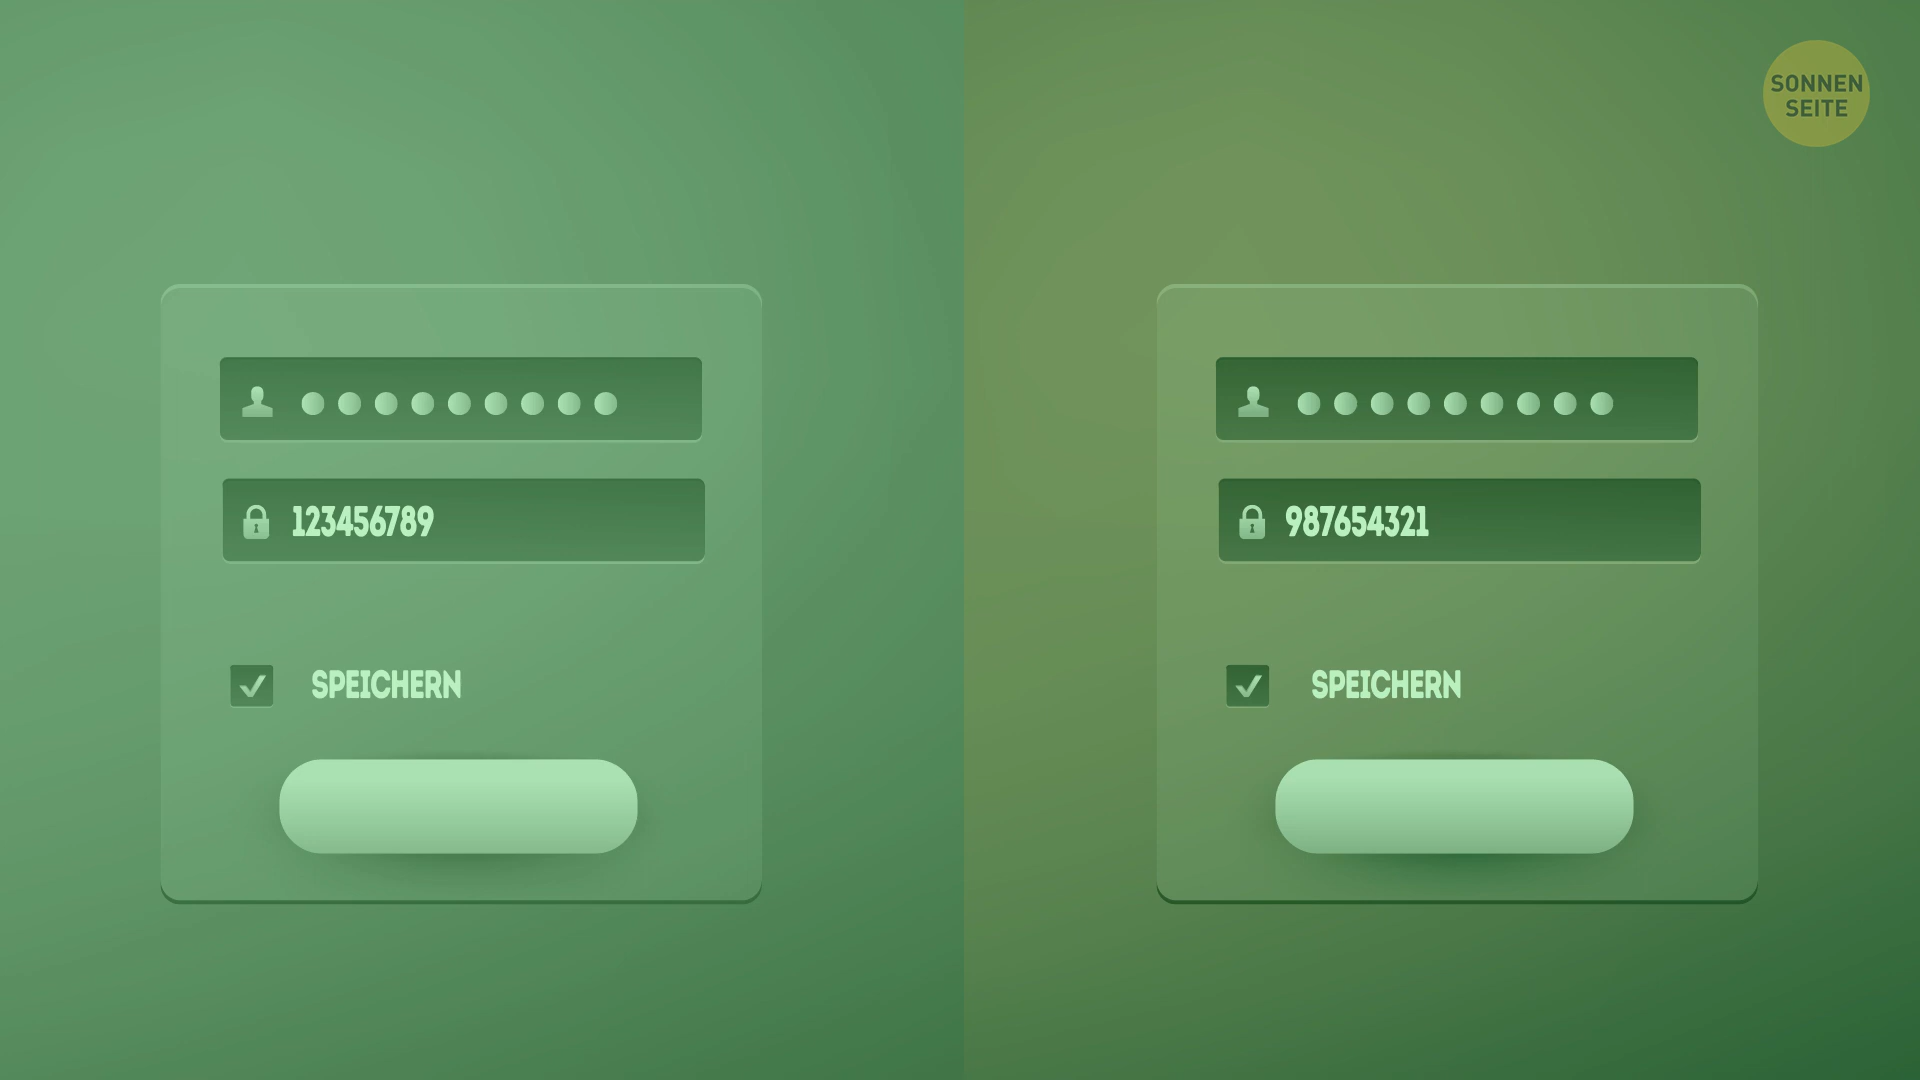 SONNEN
SEITE
123456789
SPEICHERN
987654321
SPEICHERN